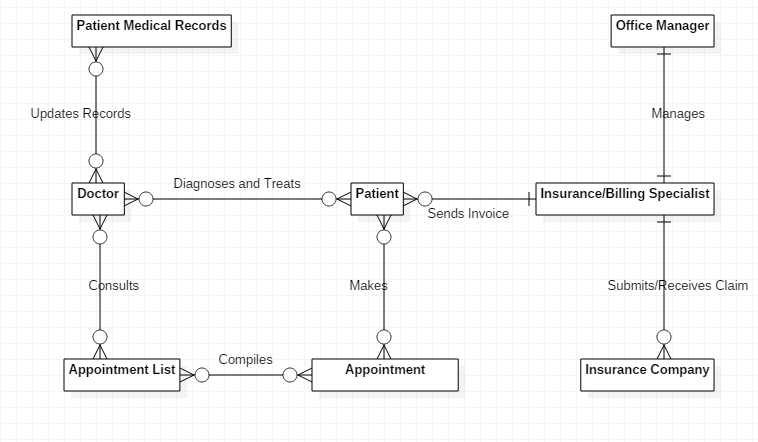 Patient Medical Records
Office Manager
Updates Records
Manages
Doctor
Diagnoses and Treats
Patient
Sends Invoice
Insurance/Billing Specialist
Consults
Makes
Submits/Receives Claim
Appointment List
Compiles
Appointment
Insurance Company